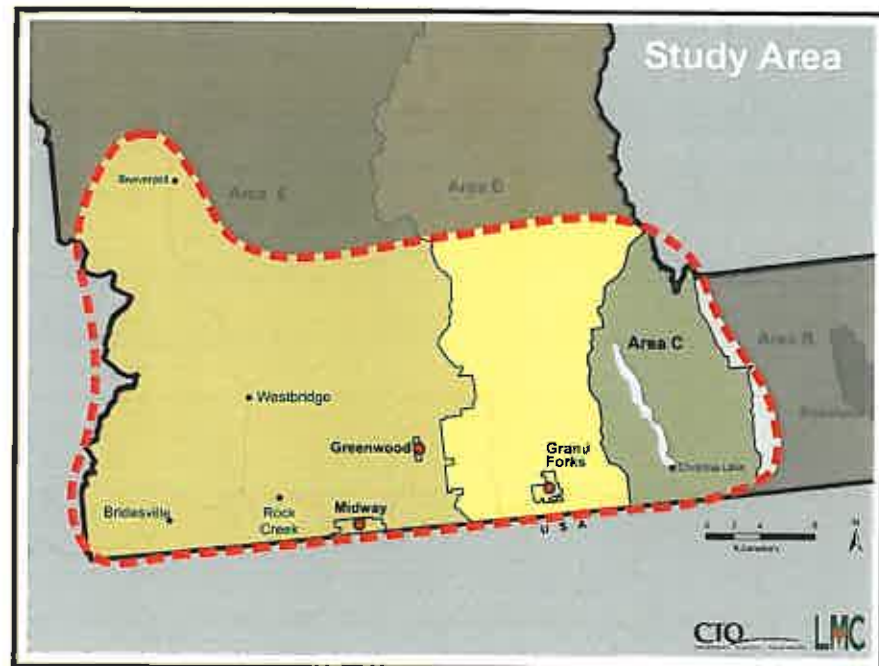 Study Area
Beaverdell
Area E
Area D
Area C
Area B
Westbridge
Greenwood
Grand
Forks
Christina Lake
Bridesville
Rock
Creek
Midway
U S A
N
CTQ
LMC